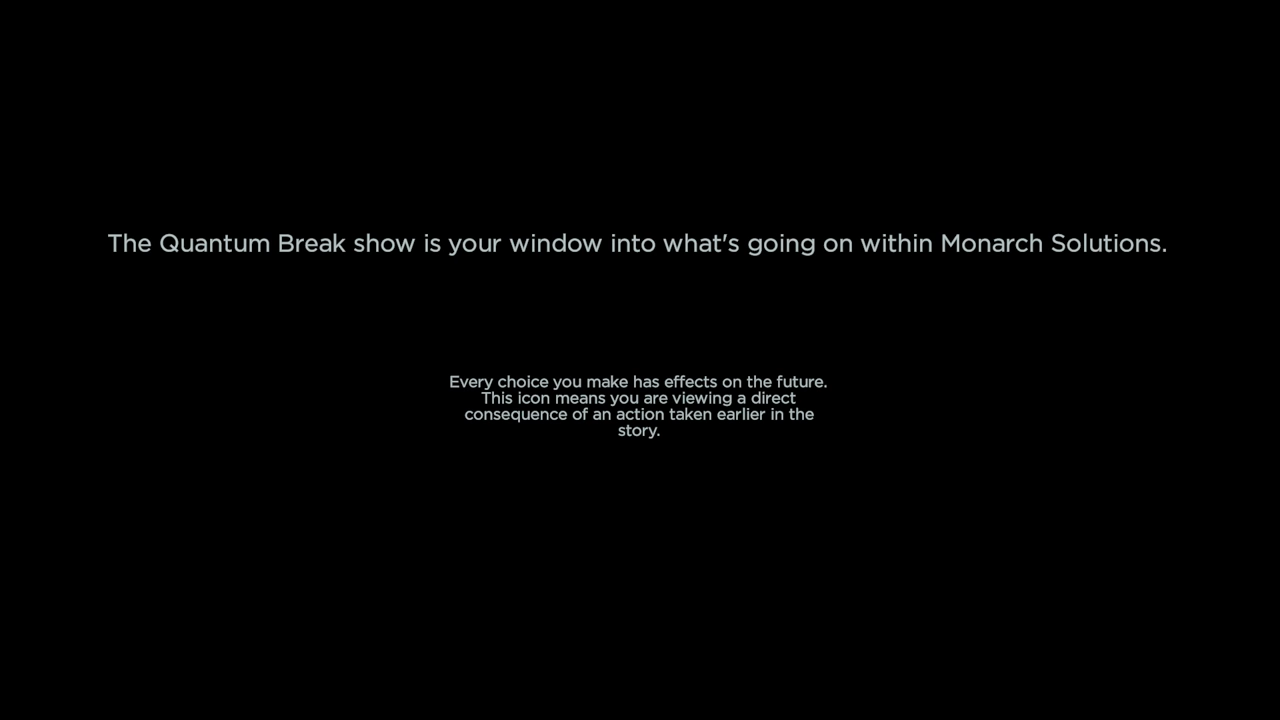 The Quantum Break show is your window into what's going on within Monarch Solutions.
Every choice you make has effects on the future.
This icon means you are viewing a direct
consequence of an action taken earlier in the
story.